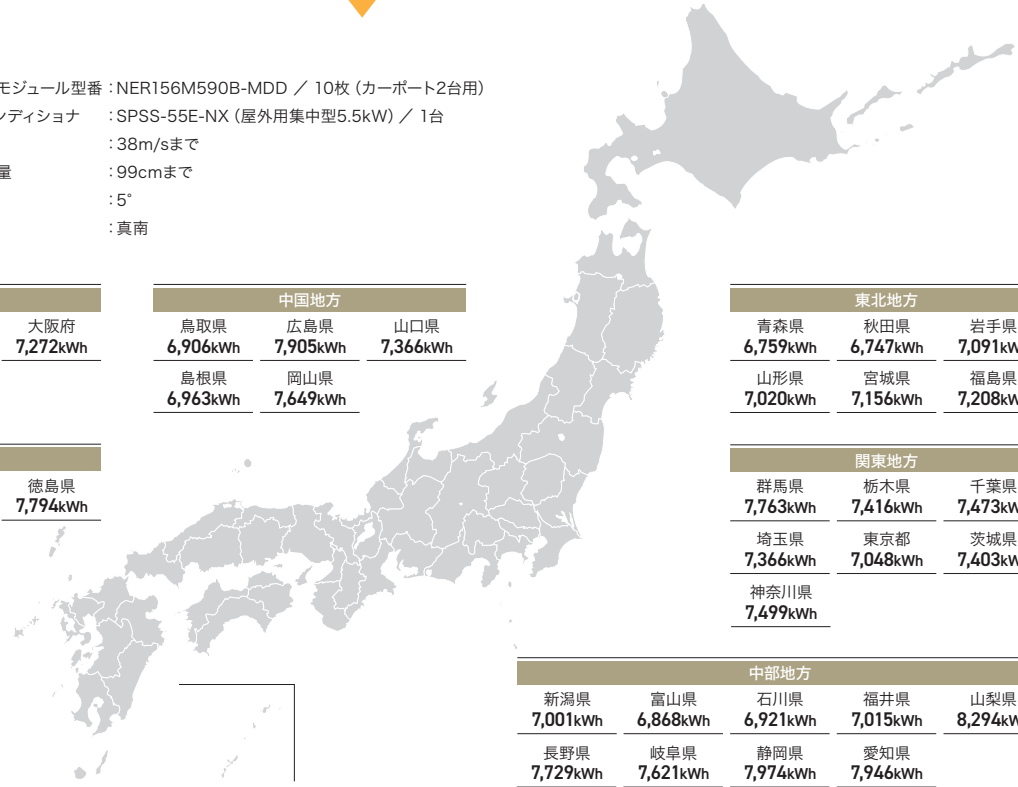 モジュール型番：NER156M590B-MDD ／ 10枚（カーポート2台用）
ンディショナ ：SPSS-55E-NX（屋外用集中型5.5kW）／ 1台
：38m/sまで
量 ：99cmまで
：5°
：真南
大阪府
7,272kWh
徳島県
7,794kWh
中国地方
鳥取県 広島県 山口県
6,906kWh 7,905kWh 7,366kWh
島根県 岡山県
6,963kWh 7,649kWh
東北地方
青森県 秋田県 岩手県
6,759kWh 6,747kWh 7,091kW
山形県 宮城県 福島県
7,020kWh 7,156kWh 7,208kW
関東地方
群馬県 栃木県 千葉県
7,763kWh 7,416kWh 7,473kW
埼玉県 東京都 茨城県
7,366kWh 7,048kWh 7,403kW
神奈川県
7,499kWh
中部地方
新潟県 富山県 石川県 福井県 山梨県
7,001kWh 6,868kWh 6,921kWh 7,015kWh 8,294kW
長野県 岐阜県 静岡県 愛知県
7,729kWh 7,621kWh 7,974kWh 7,946kWh